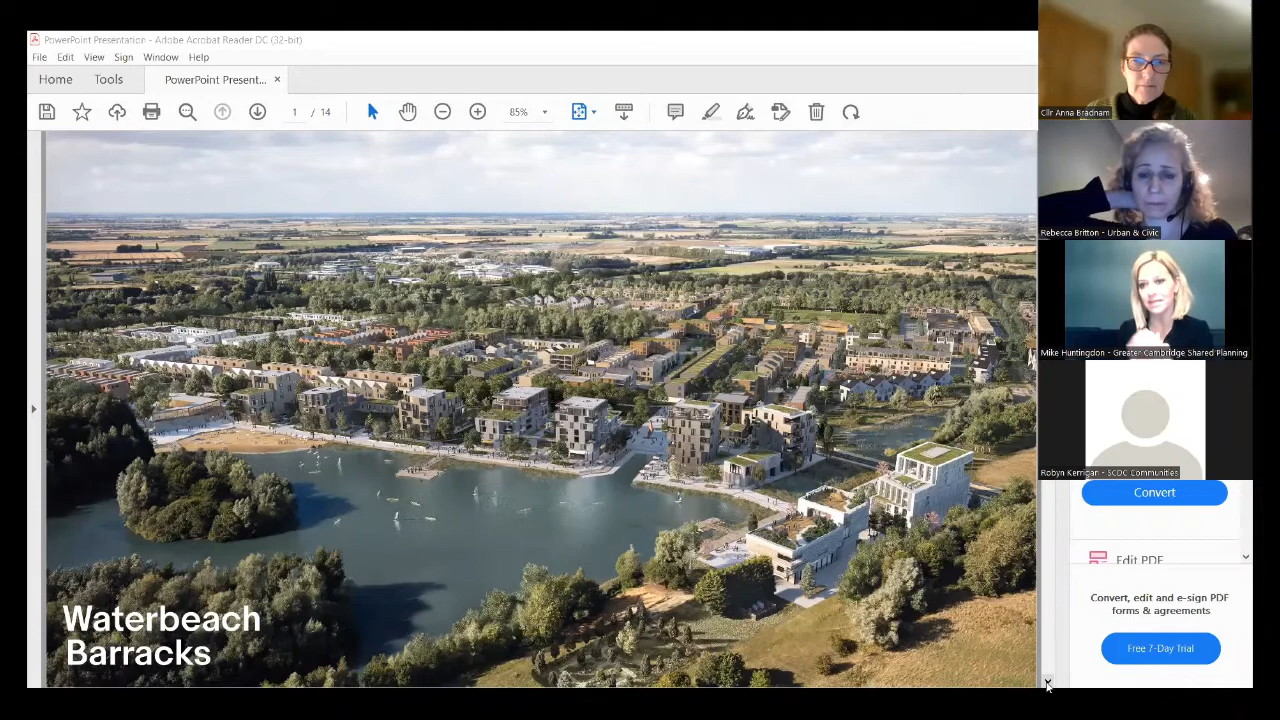 PowerPoint Presentation - Adobe Acrobat Reader DC (32-bit)
File Edit View Sign Window Help
Home Tools PowerPoint Present... ×
1 / 14 85%
Cllr Anna Bradnam
Rebecca Britton - Urban & Civic
Mike Huntingdon - Greater Cambridge Shared Planning
Robyn Kerrigan - SCDC Communities
Convert
Edit PDF
Convert, edit and e-sign PDF
forms & agreements
Free 7-Day Trial
Waterbeach
Barracks